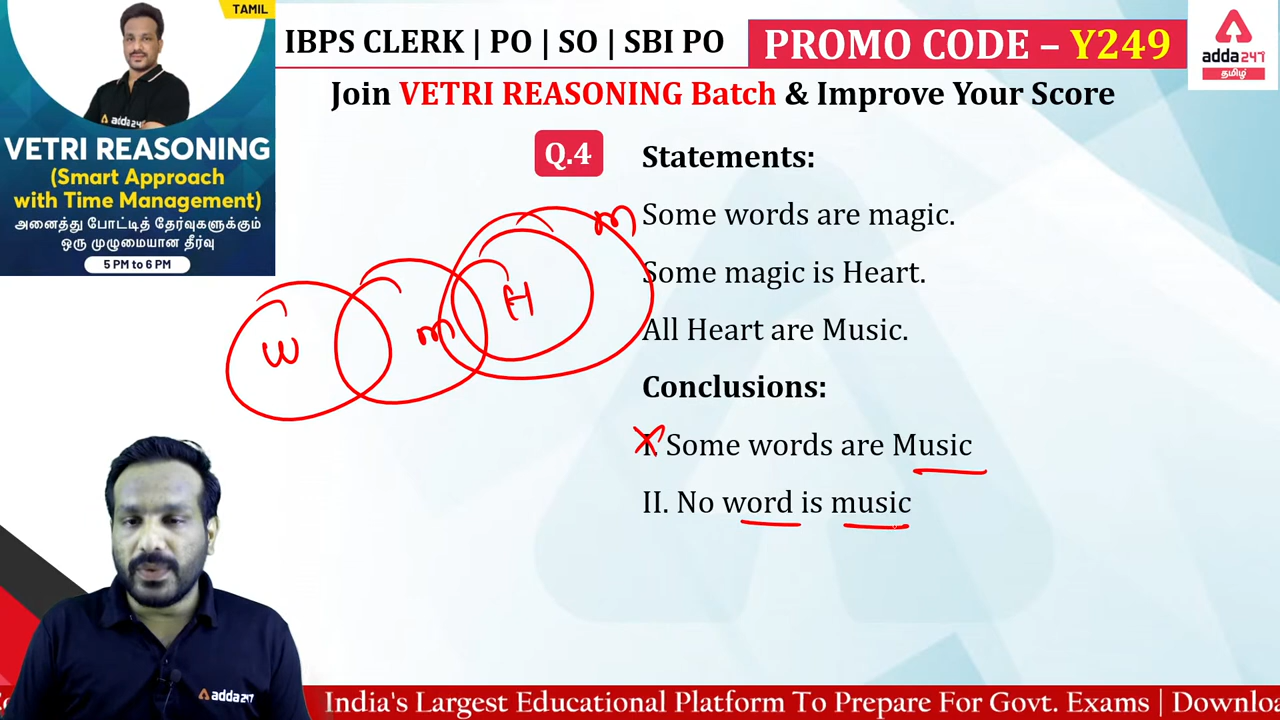 TAMIL
adda247
VETRI REASONING
(Smart Approach
with Time Management)
அனைத்து போட்டித் தேர்வுகளுக்கும்
ஒரு முழுமையான தீர்வு
5 PM to 6 PM
IBPS CLERK | PO | SO | SBI PO
PROMO CODE – Y249
adda247
தமிழ்
Join VETRI REASONING Batch & Improve Your Score
Q.4
Statements:
Some words are magic.
Some magic is Heart.
All Heart are Music.
Conclusions:
I. Some words are Music
II. No word is music
W
m
H
m
adda247
India's Largest Educational Platform To Prepare For Govt. Exams | Downlo